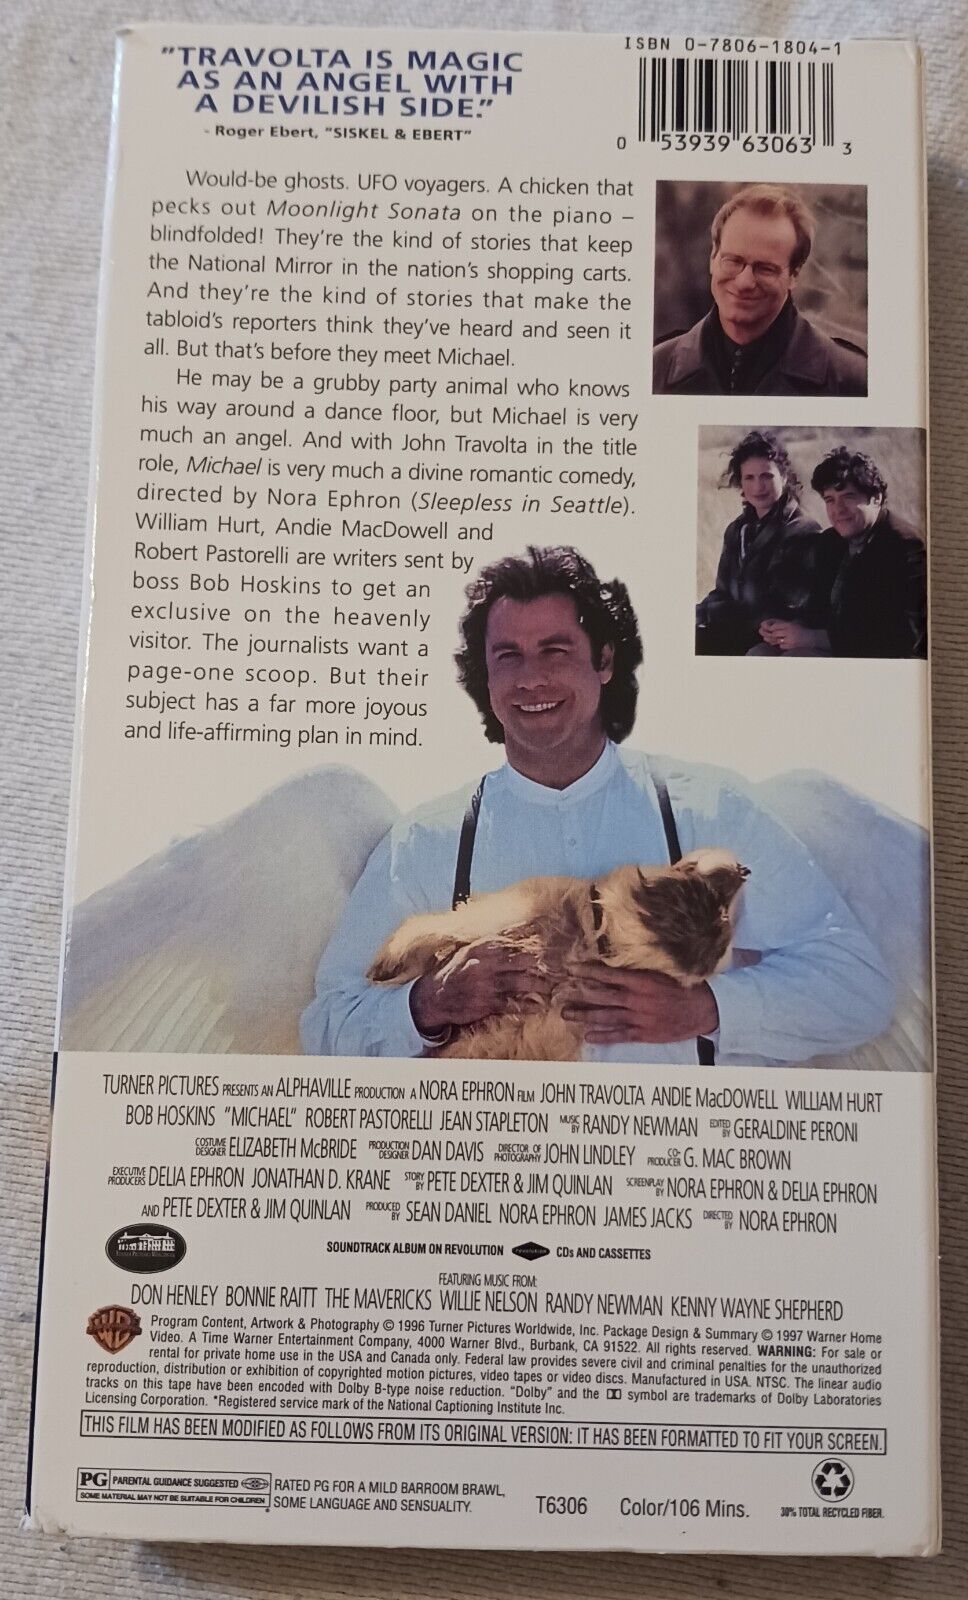 "TRAVOLTA IS MAGIC
AS AN ANGEL WITH
A DEVILISH SIDE."
- Roger Ebert, "SISKEL & EBERT"
ISBN 0-7806-1804-1
0 53939 63063 3
Would-be ghosts. UFO voyagers. A chicken that
pecks out Moonlight Sonata on the piano –
blindfolded! They're the kind of stories that keep
the National Mirror in the nation's shopping carts.
And they're the kind of stories that make the
tabloid's reporters think they've heard and seen it
all. But that's before they meet Michael.
He may be a grubby party animal who knows
his way around a dance floor, but Michael is very
much an angel. And with John Travolta in the title
role, Michael is very much a divine romantic comedy,
directed by Nora Ephron (Sleepless in Seattle).
William Hurt, Andie MacDowell and
Robert Pastorelli are writers sent by
boss Bob Hoskins to get an
exclusive on the heavenly
visitor. The journalists want a
page-one scoop. But their
subject has a far more joyous
and life-affirming plan in mind.
TURNER PICTURES PRESENTS AN ALPHAVILLE PRODUCTION A NORA EPHRON FILM JOHN TRAVOLTA ANDIE MacDOWELL WILLIAM HURT
BOB HOSKINS "MICHAEL" ROBERT PASTORELLI JEAN STAPLETON MUSIC BY RANDY NEWMAN EDITED BY GERALDINE PERONI
COSTUME DESIGNER ELIZABETH McBRIDE PRODUCTION DESIGNER DAN DAVIS DIRECTOR OF PHOTOGRAPHY JOHN LINDLEY CO-PRODUCER G. MAC BROWN
EXECUTIVE PRODUCERS DELIA EPHRON JONATHAN D. KRANE STORY BY PETE DEXTER & JIM QUINLAN SCREENPLAY BY NORA EPHRON & DELIA EPHRON
AND PETE DEXTER & JIM QUINLAN PRODUCED BY SEAN DANIEL NORA EPHRON JAMES JACKS DIRECTED BY NORA EPHRON
SOUNDTRACK ALBUM ON REVOLUTION revolution CDs AND CASSETTES
FEATURING MUSIC FROM:
DON HENLEY BONNIE RAITT THE MAVERICKS WILLIE NELSON RANDY NEWMAN KENNY WAYNE SHEPHERD
WB
Program Content, Artwork & Photography © 1996 Turner Pictures Worldwide, Inc. Package Design & Summary © 1997 Warner Home
Video. A Time Warner Entertainment Company, 4000 Warner Blvd., Burbank, CA 91522. All rights reserved. WARNING: For sale or
rental for private home use in the USA and Canada only. Federal law provides severe civil and criminal penalties for the unauthorized
reproduction, distribution or exhibition of copyrighted motion pictures, video tapes or video discs. Manufactured in USA. NTSC. The linear audio
tracks on this tape have been encoded with Dolby B-type noise reduction. "Dolby" and the DD symbol are trademarks of Dolby Laboratories
Licensing Corporation. *Registered service mark of the National Captioning Institute Inc.
THIS FILM HAS BEEN MODIFIED AS FOLLOWS FROM ITS ORIGINAL VERSION: IT HAS BEEN FORMATTED TO FIT YOUR SCREEN.
PG PARENTAL GUIDANCE SUGGESTED
SOME MATERIAL MAY NOT BE SUITABLE FOR CHILDREN
RATED PG FOR A MILD BARROOM BRAWL,
SOME LANGUAGE AND SENSUALITY.
T6306 Color/106 Mins.
30% TOTAL RECYCLED FIBER.